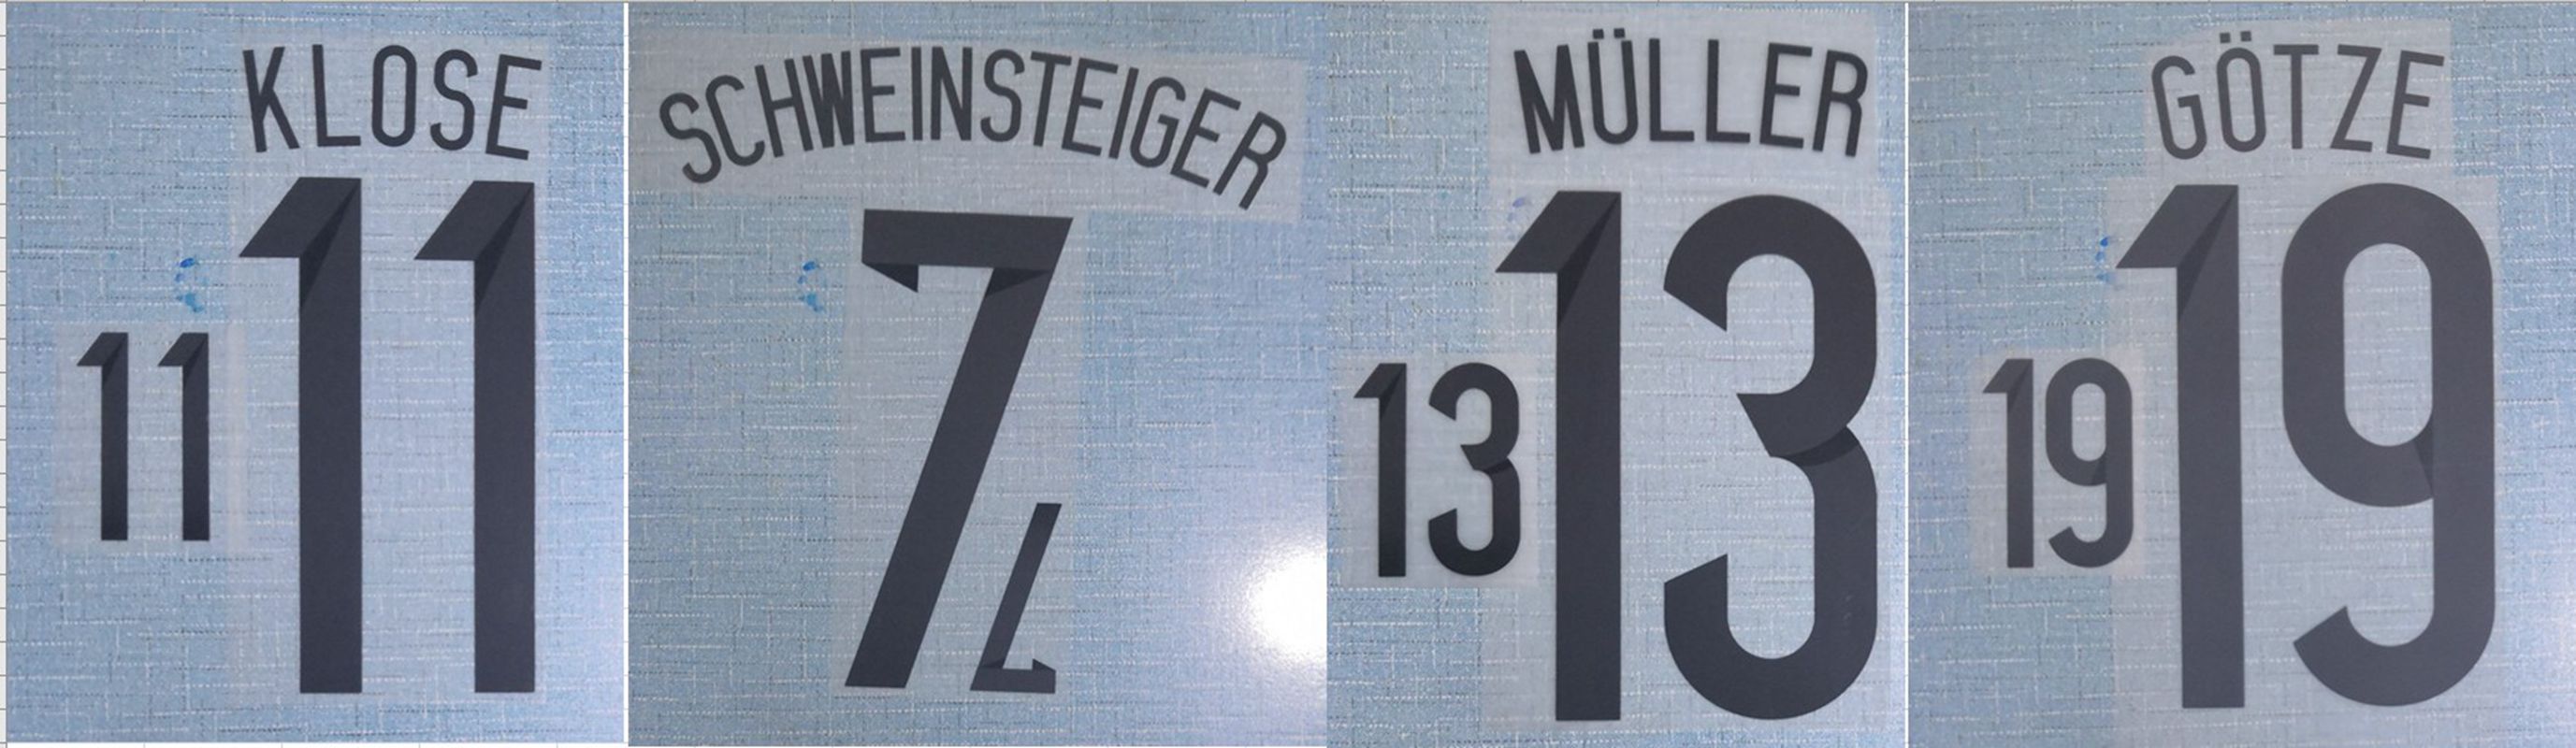 KLOSE
11
11
SCHWEINSTEIGER
7
7
MÜLLER
13
13
GÖTZE
19
19